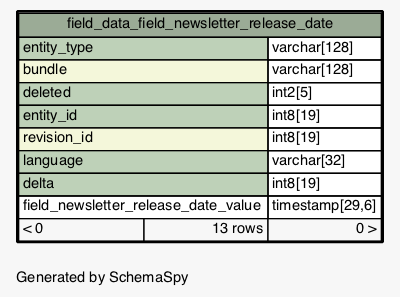 field_data_field_newsletter_release_date
entity_type varchar[128]
bundle varchar[128]
deleted int2[5]
entity_id int8[19]
revision_id int8[19]
language varchar[32]
delta int8[19]
field_newsletter_release_date_value timestamp[29,6]
< 0 13 rows 0 >
Generated by SchemaSpy